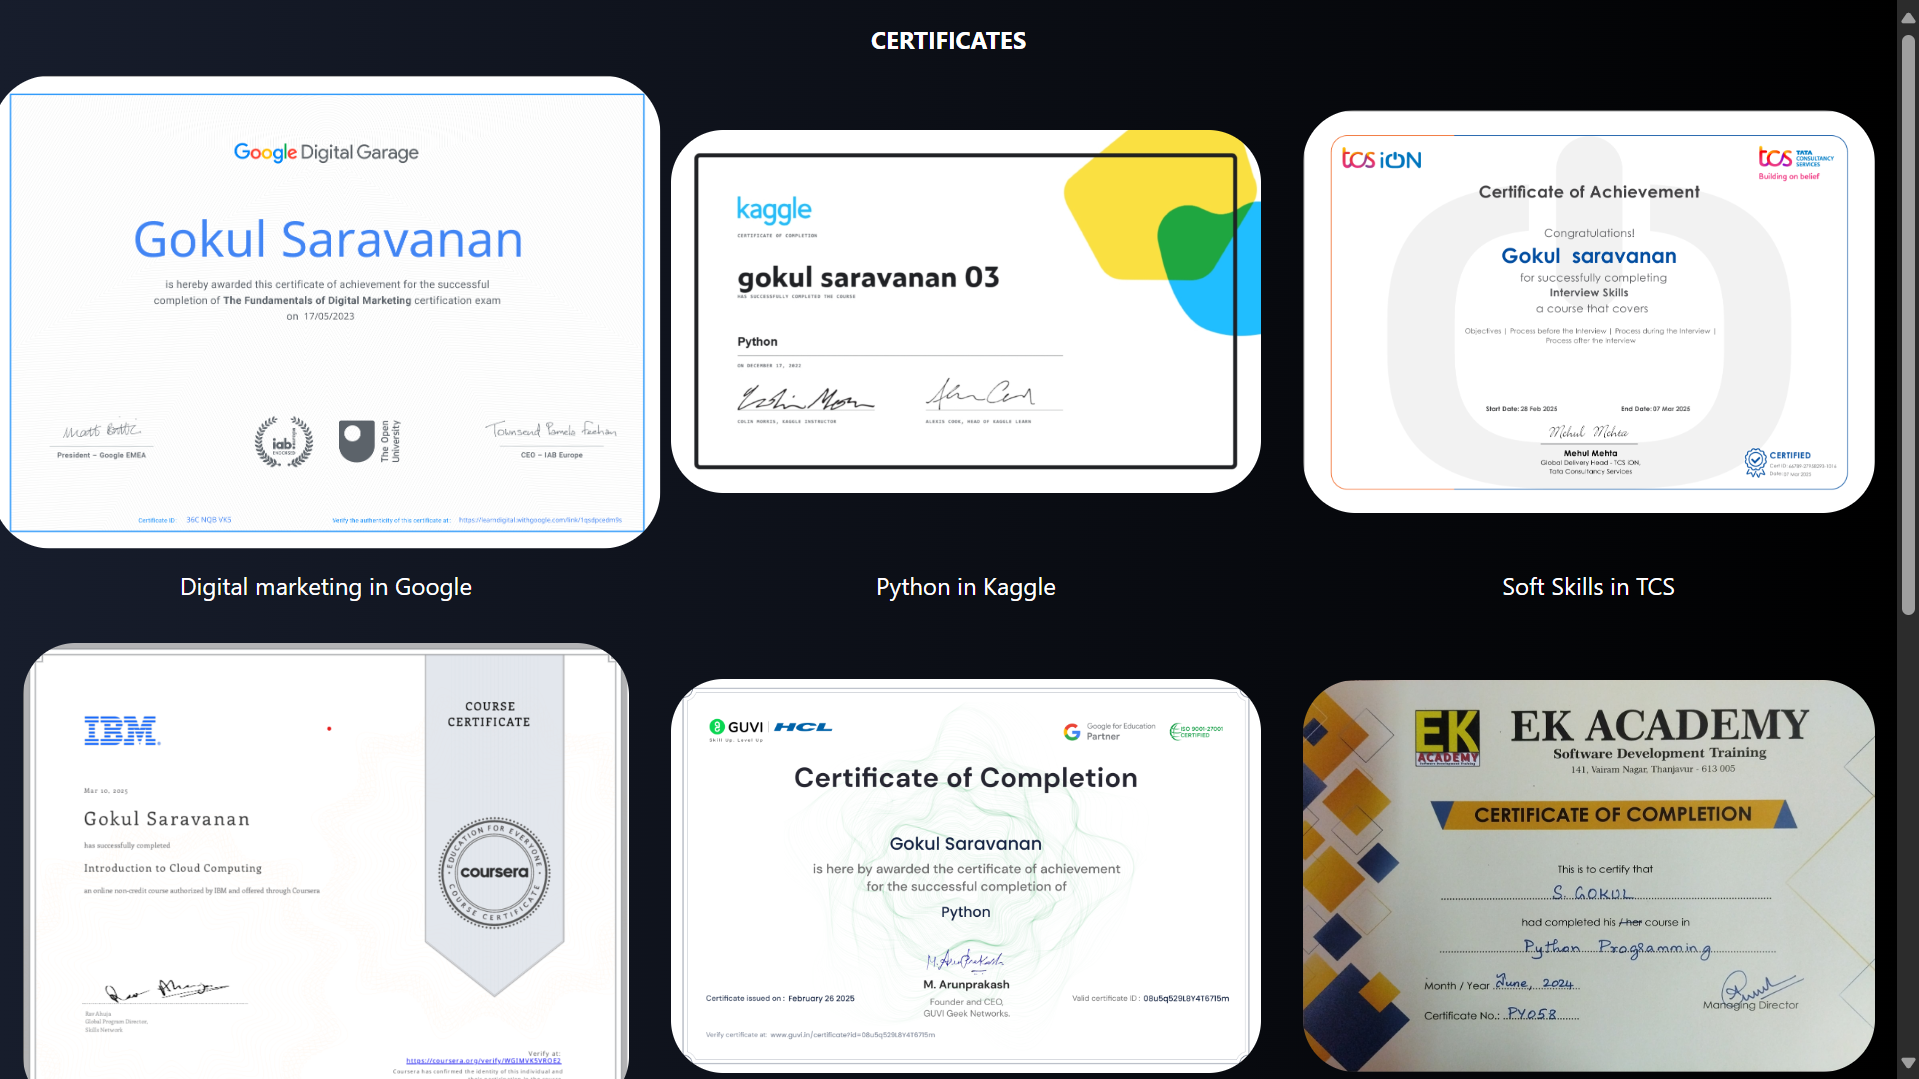 CERTIFICATES
Google Digital Garage
Gokul Saravanan
is hereby awarded this certificate of achievement for the successful
completion of The Fundamentals of Digital Marketing certification exam
on 17/05/2023
President – Google EMEA
iab
The Open
University
CEO – IAB Europe
Certificate ID : 36C NQB VK5
Verify the authenticity of this certificate at :
Digital marketing in Google
kaggle
CERTIFICATE OF COMPLETION
gokul saravanan 03
HAS SUCCESSFULLY COMPLETED THE COURSE
Python
ON DECEMBER 17, 2022
COLIN MORRIS, KAGGLE INSTRUCTOR
ALEXIS COOK, HEAD OF KAGGLE LEARN
Python in Kaggle
tcs iON
tcs TATA
CONSULTANCY
SERVICES
Building on belief
Certificate of Achievement
Congratulations!
Gokul saravanan
for successfully completing
Interview Skills
a course that covers
Objectives | Process before the Interview | Process during the Interview |
Process after the Interview
Start Date: 28 Feb 2025
End Date: 07 Mar 2025
Mehul Mehta
Mehul Mehta
Global Delivery Head - TCS iON,
Tata Consultancy Services
CERTIFIED
Soft Skills in TCS
IBM
COURSE
CERTIFICATE
Mar 10, 2025
Gokul Saravanan
has successfully completed
Introduction to Cloud Computing
an online non-credit course authorized by IBM and offered through Coursera
EDUCATION FOR EVERYONE
coursera
COURSE CERTIFICATE
Rav Ahuja
Global Program Director,
Skills Network
Verify at:
https://coursera.org/verify/WGIMVK5VROE2
Coursera has confirmed the identity of this individual and
GUVI | HCL
Skill Up. Level Up
Google for Education
Partner
ISO 9001-27001
CERTIFIED
Certificate of Completion
Gokul Saravanan
is here by awarded the certificate of achievement
for the successful completion of
Python
M. Arunprakash
Founder and CEO,
GUVI Geek Networks.
Certificate issued on : February 26 2025
Valid certificate ID : 08u5q529L8Y4T6715m
Verify certificate at: www.guvi.in/certificate?id=08u5q529L8Y4T6715m
EK
ACADEMY
EK ACADEMY
Software Development Training
141, Vairam Nagar, Thanjavur - 613 005
CERTIFICATE OF COMPLETION
This is to certify that
S. GOKUL
had completed his / her course in
Python Programming
Month / Year June, 2024
Certificate No.: PY058
Managing Director